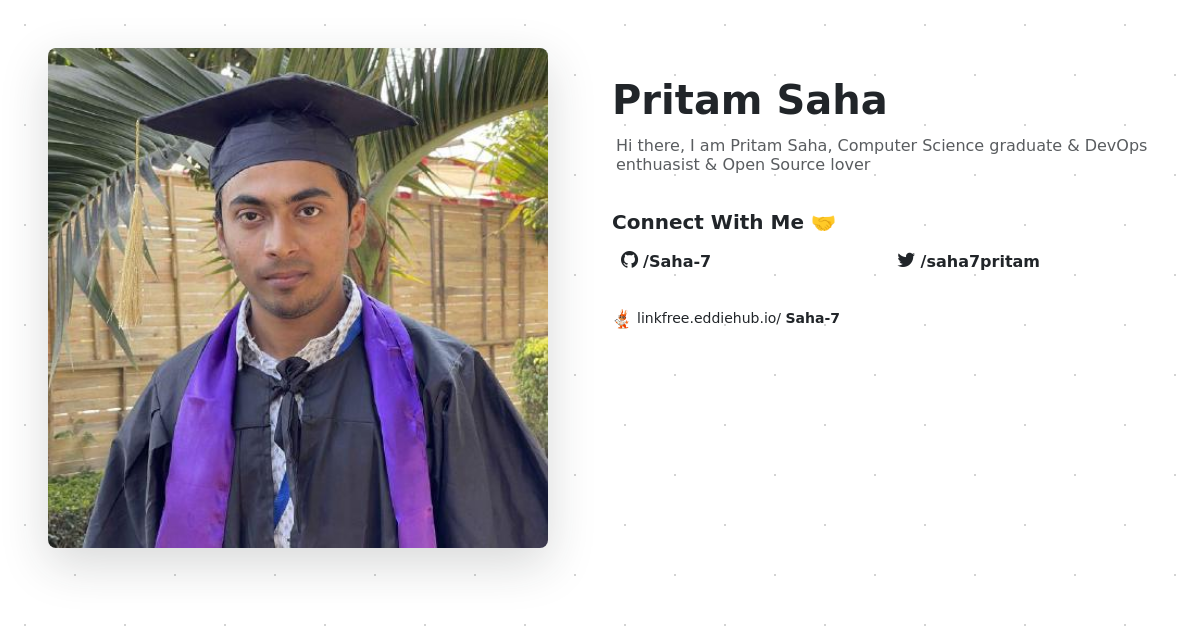 Pritam Saha
Hi there, I am Pritam Saha, Computer Science graduate & DevOps
enthuasist & Open Source lover
Connect With Me 🤝
/Saha-7
/saha7pritam
linkfree.eddiehub.io/ Saha-7